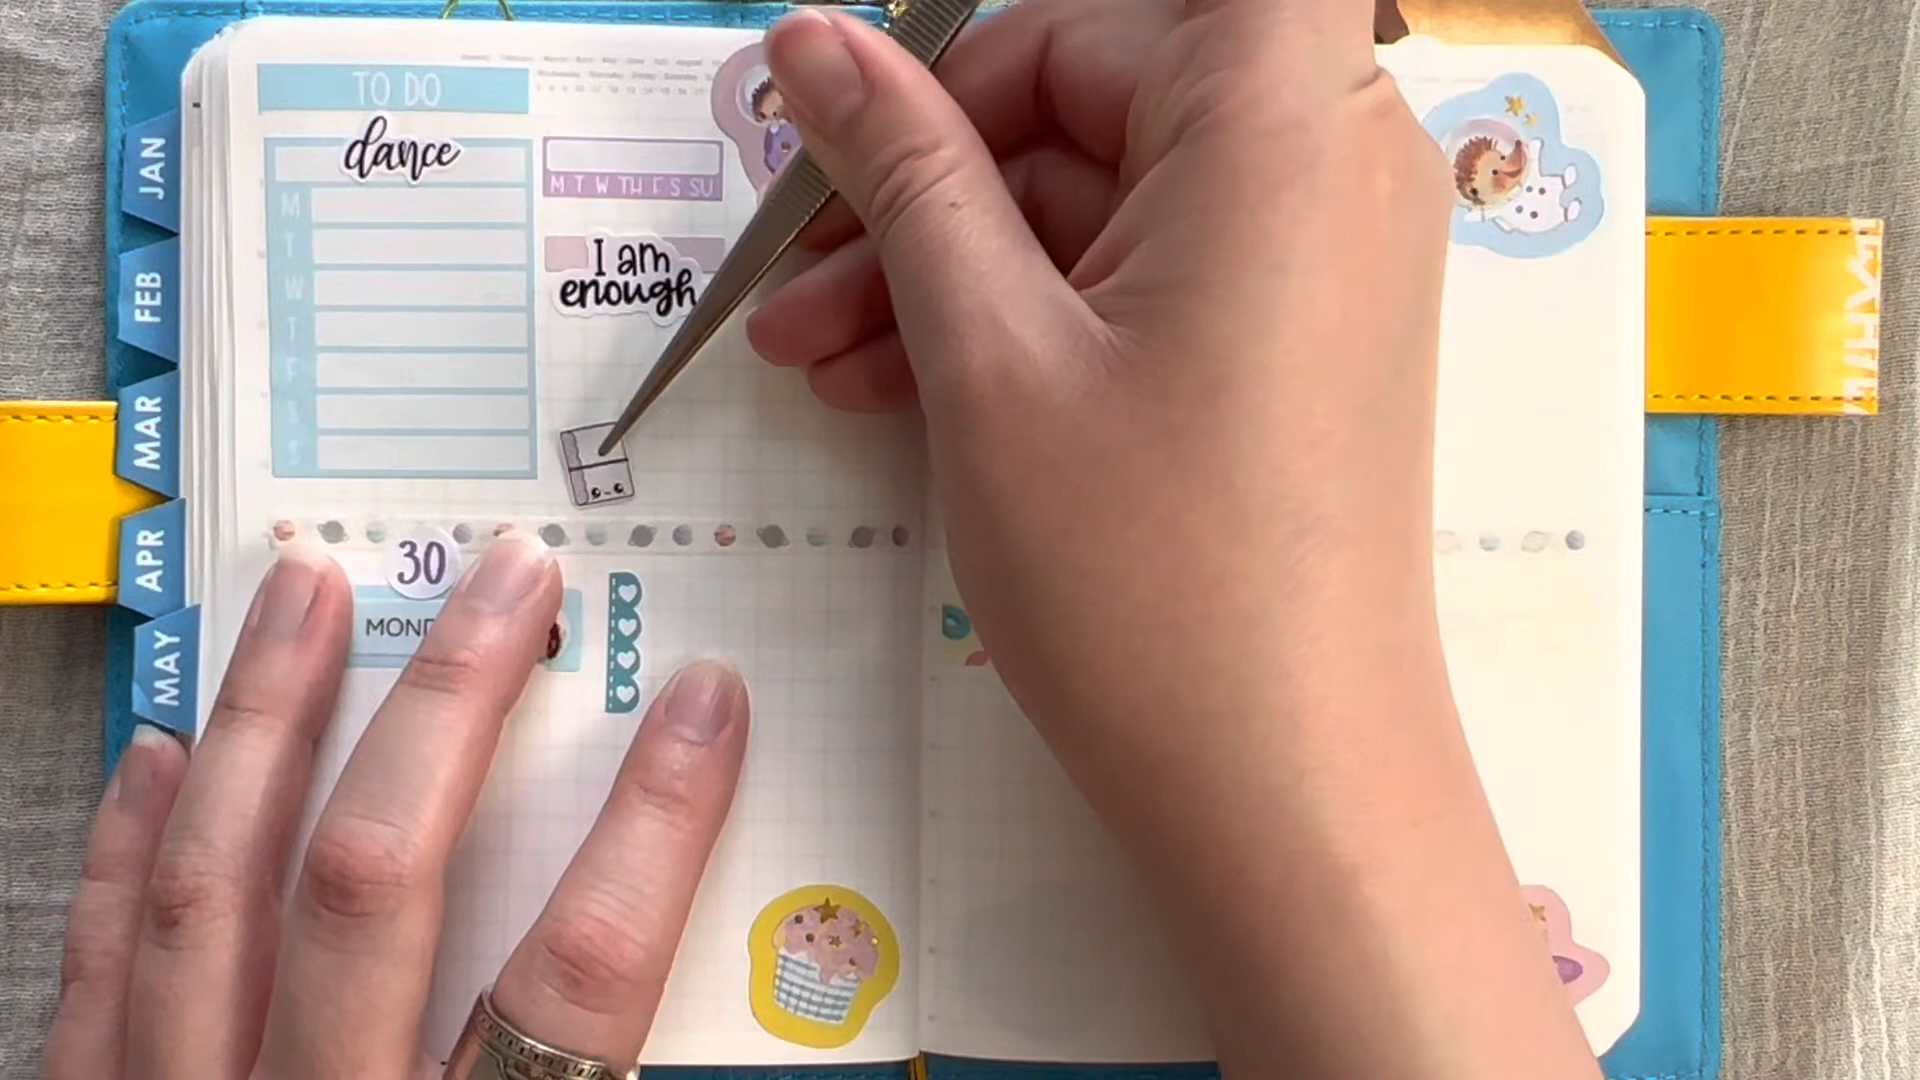 TO DO
dance
M
T
W
T
F
S
S
M T W TH F S SU
I am
enough
30
MOND
JAN
FEB
MAR
APR
MAY